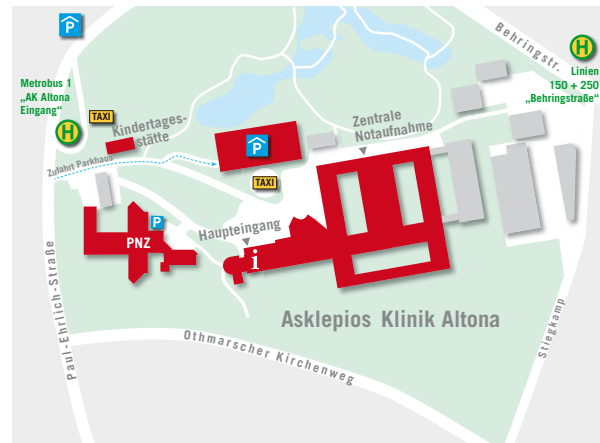 P
Behringstr.
H
Metrobus 1
„AK Altona
Eingang"
H
Linien
150 + 250
„Behringstraße"
TAXI
Kindertages-
stätte
Zentrale
Notaufnahme
P
Zufahrt Parkhaus
TAXI
P
PNZ
Haupteingang
i
Asklepios Klinik Altona
Paul-Ehrlich-Straße
Othmarscher Kirchenweg
Stiegkamp